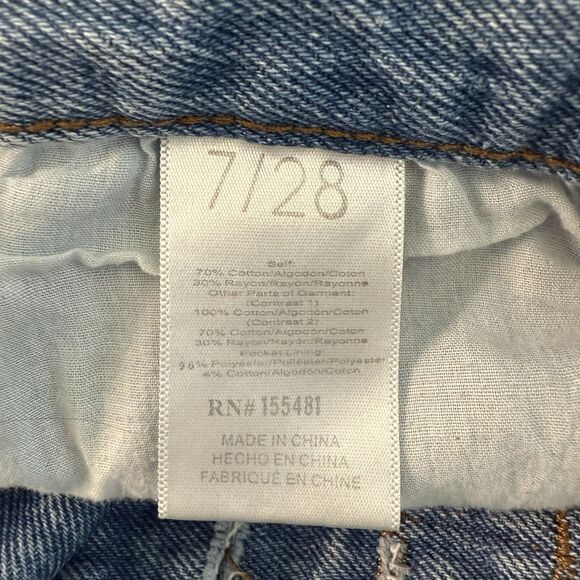 7/28
Self:
70% Cotton/Algodón/Coton
30% Rayon/Rayón/Rayonne
Other Parts of Garment:
(Contrast 1)
100% Cotton/Algodón/Coton
(Contrast 2)
70% Cotton/Algodón/Coton
30% Rayon/Rayón/Rayonne
Pocket Lining:
96% Polyester/Poliéster/Polyester
4% Cotton/Algodón/Coton
RN# 155481
MADE IN CHINA
HECHO EN CHINA
FABRIQUÉ EN CHINE